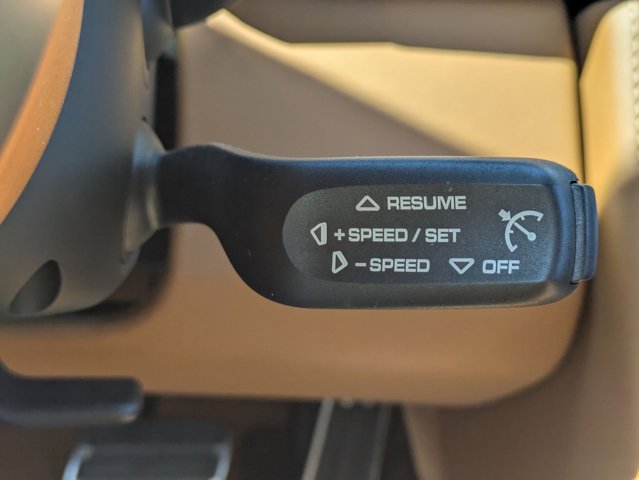 RESUME
+SPEED / SET
-SPEED OFF